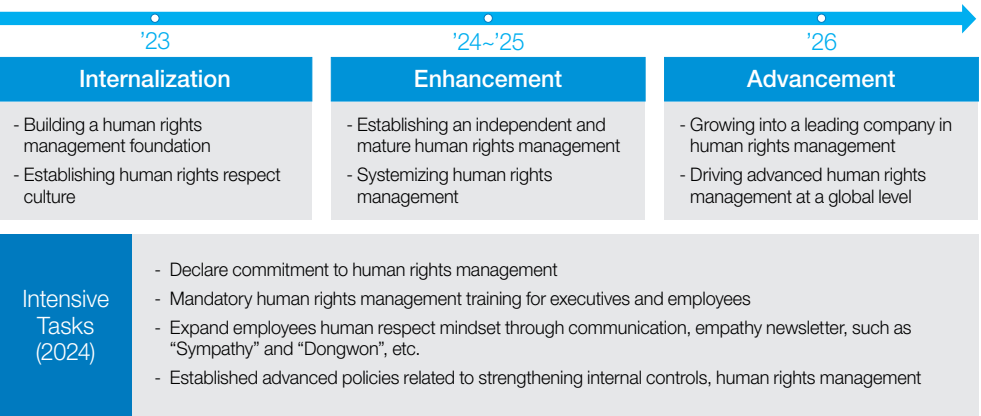 ’23
Internalization
- Building a human rights
management foundation
- Establishing human rights respect
culture
’24~’25
Enhancement
- Establishing an independent and
mature human rights management
- Systemizing human rights
management
’26
Advancement
- Growing into a leading company in
human rights management
- Driving advanced human rights
management at a global level
Intensive
Tasks
(2024)
- Declare commitment to human rights management
- Mandatory human rights management training for executives and employees
- Expand employees human respect mindset through communication, empathy newsletter, such as
“Sympathy” and “Dongwon”, etc.
- Established advanced policies related to strengthening internal controls, human rights management